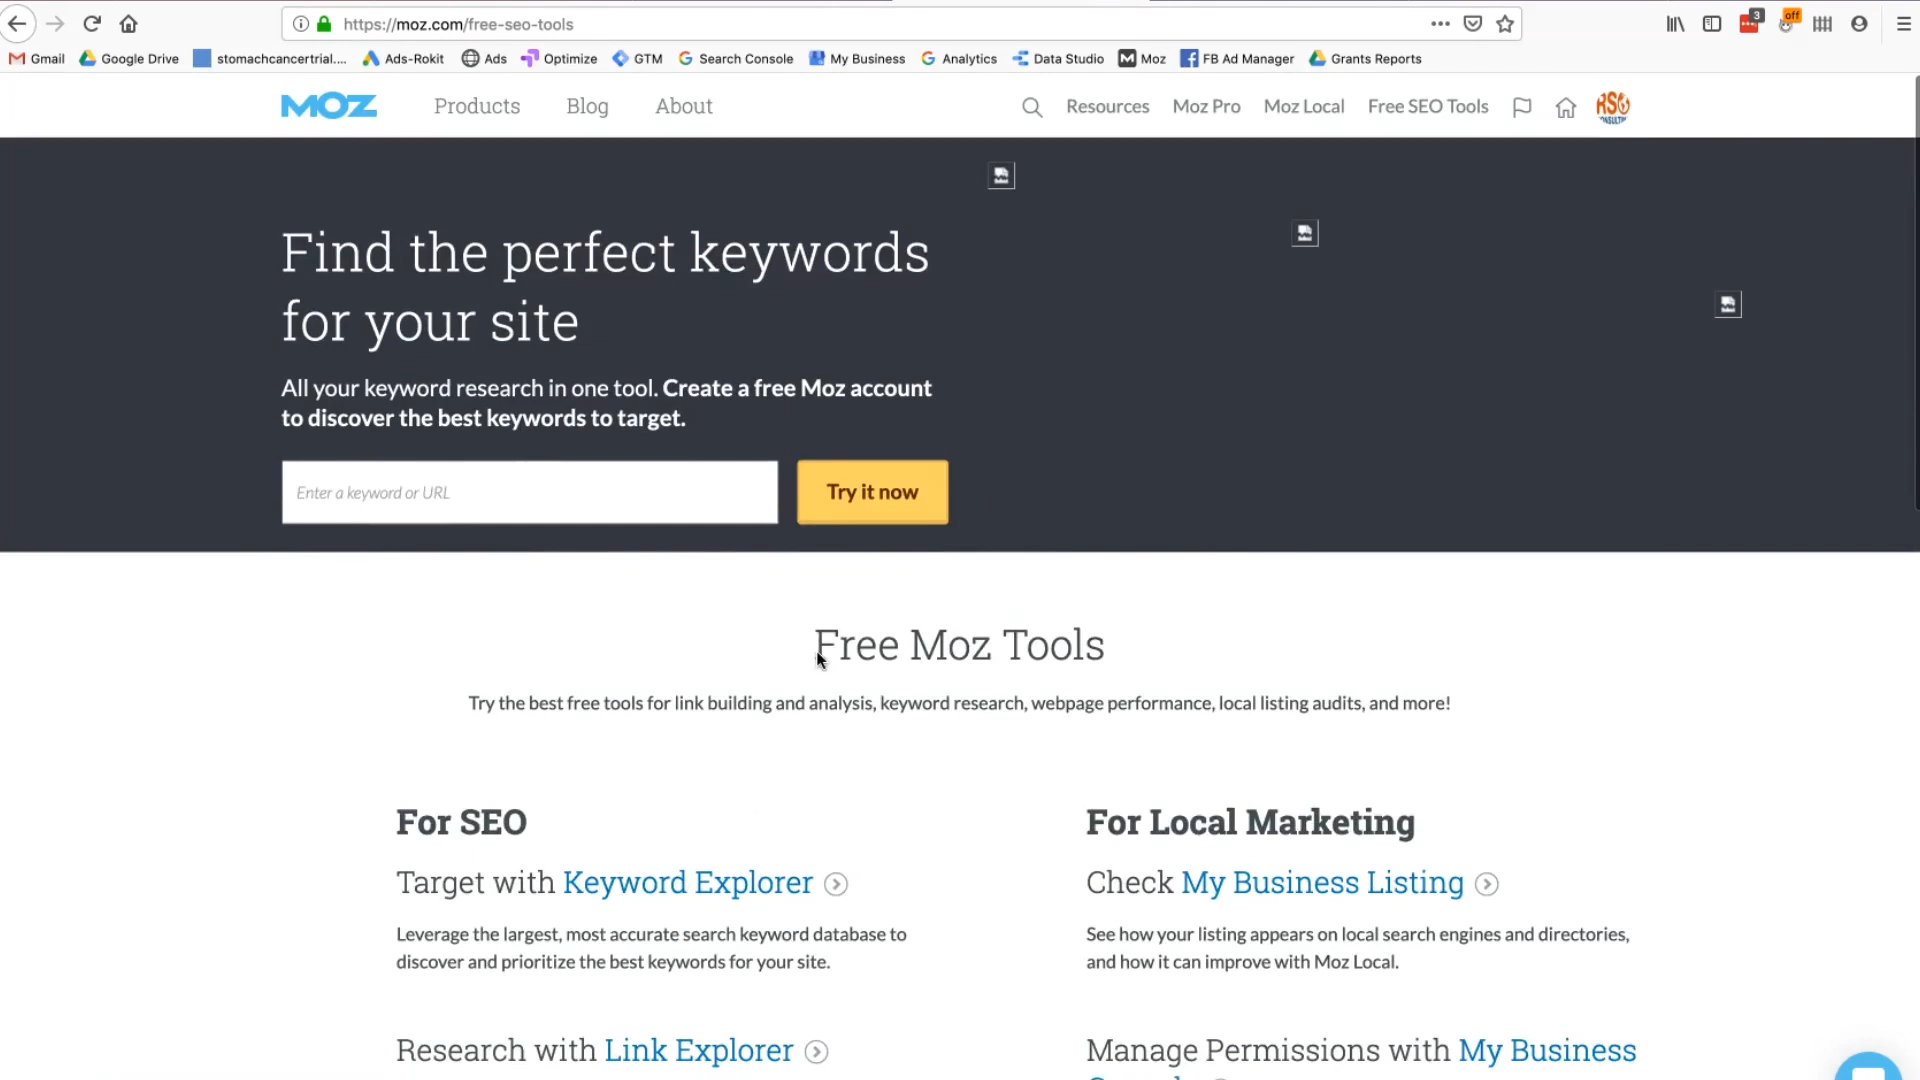 https://moz.com/free-seo-tools
3
off
Gmail
Google Drive
stomachcancertrial....
Ads-Rokit
Ads
Optimize
GTM
Search Console
My Business
Analytics
Data Studio
Moz
FB Ad Manager
Grants Reports
MOZ
Products
Blog
About
Resources
Moz Pro
Moz Local
Free SEO Tools
Find the perfect keywords
for your site
All your keyword research in one tool. Create a free Moz account
to discover the best keywords to target.
Enter a keyword or URL
Try it now
Free Moz Tools
Try the best free tools for link building and analysis, keyword research, webpage performance, local listing audits, and more!
For SEO
Target with Keyword Explorer
Leverage the largest, most accurate search keyword database to
discover and prioritize the best keywords for your site.
Research with Link Explorer
For Local Marketing
Check My Business Listing
See how your listing appears on local search engines and directories,
and how it can improve with Moz Local.
Manage Permissions with My Business